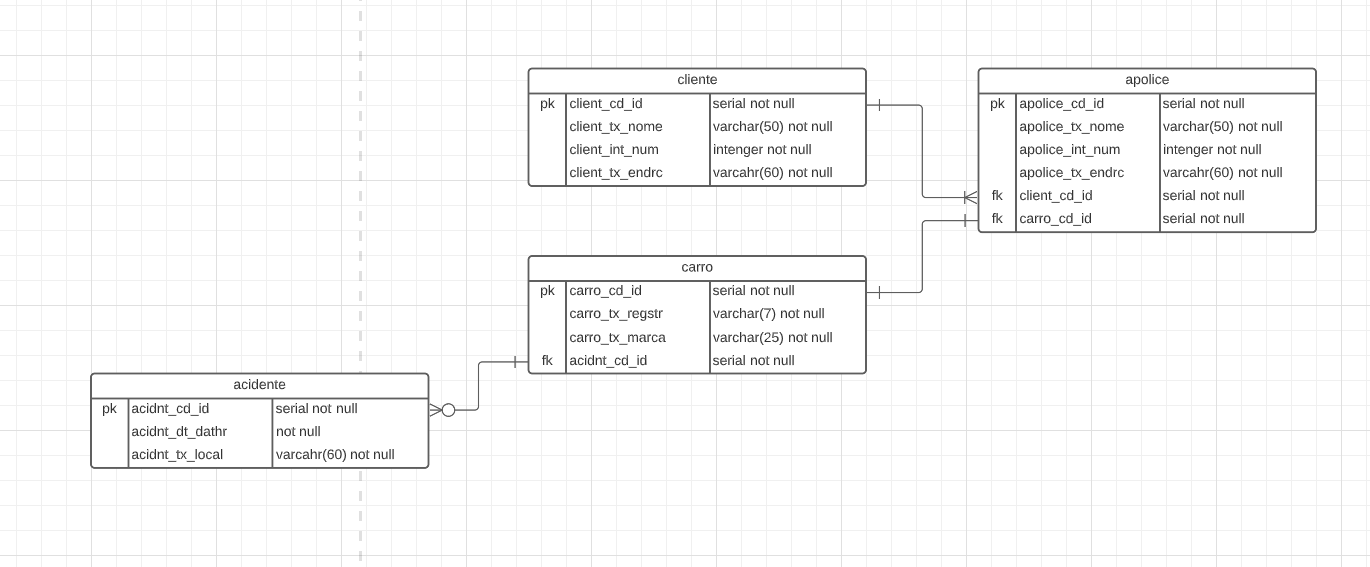 cliente
pk client_cd_id serial not null
client_tx_nome varchar(50) not null
client_int_num intenger not null
client_tx_endrc varcahr(60) not null
apolice
pk apolice_cd_id serial not null
apolice_tx_nome varchar(50) not null
apolice_int_num intenger not null
apolice_tx_endrc varcahr(60) not null
fk client_cd_id serial not null
fk carro_cd_id serial not null
carro
pk carro_cd_id serial not null
carro_tx_regstr varchar(7) not null
carro_tx_marca varchar(25) not null
fk acidnt_cd_id serial not null
acidente
pk acidnt_cd_id serial not null
acidnt_dt_dathr not null
acidnt_tx_local varcahr(60) not null